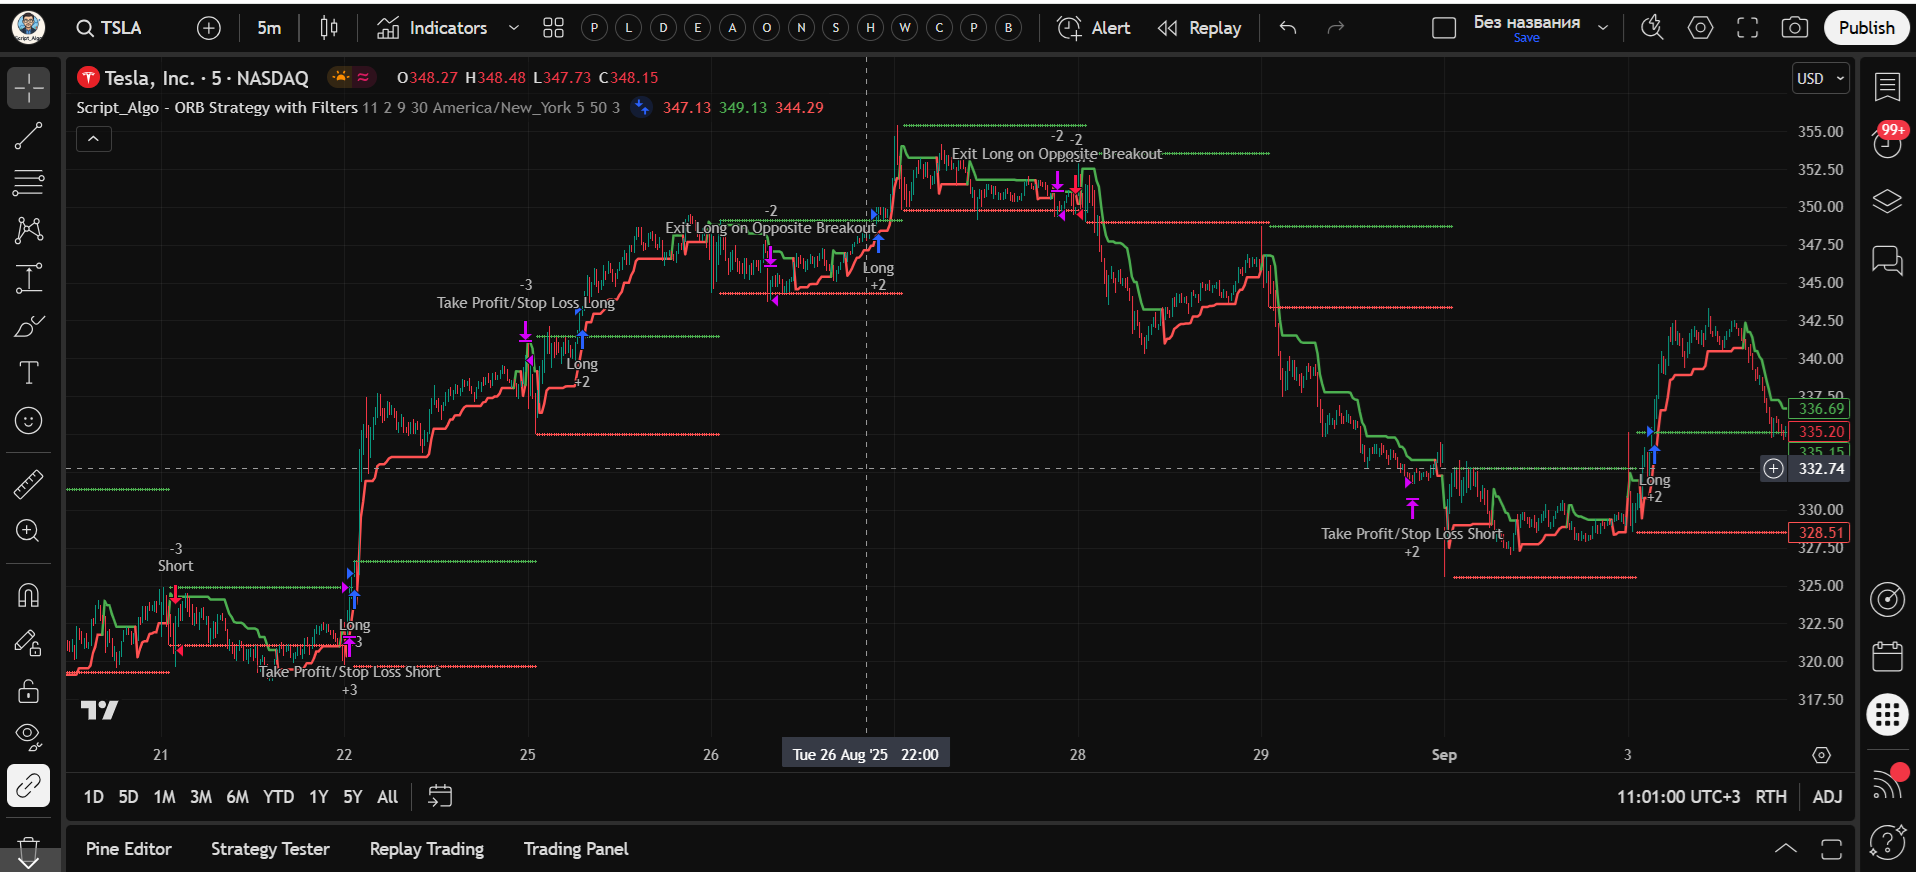 TSLA
5m
Indicators
P L D E A O N S H W C P B
Alert
Replay
Без названия
Save
Publish
Tesla, Inc. · 5 · NASDAQ
O348.27 H348.48 L347.73 C348.15
USD
Script_Algo - ORB Strategy with Filters 11 2 9 30 America/New_York 5 50 3
347.13 349.13 344.29
99+
355.00
352.50
350.00
347.50
345.00
342.50
340.00
337.50
336.69
335.20
335.15
332.74
330.00
328.51
327.50
325.00
322.50
320.00
317.50
-3
Short
Long
Take Profit/Stop Loss Short
+3
-3
Take Profit/Stop Loss Long
Long
+2
-2
Exit Long on Opposite Breakout
Long
+2
-2 -2
Exit Long on Opposite Breakout
Take Profit/Stop Loss Short
+2
Long
+2
21
22
25
26
Tue 26 Aug '25 22:00
28
29
Sep
3
1D 5D 1M 3M 6M YTD 1Y 5Y All
11:01:00 UTC+3 RTH ADJ
Pine Editor
Strategy Tester
Replay Trading
Trading Panel